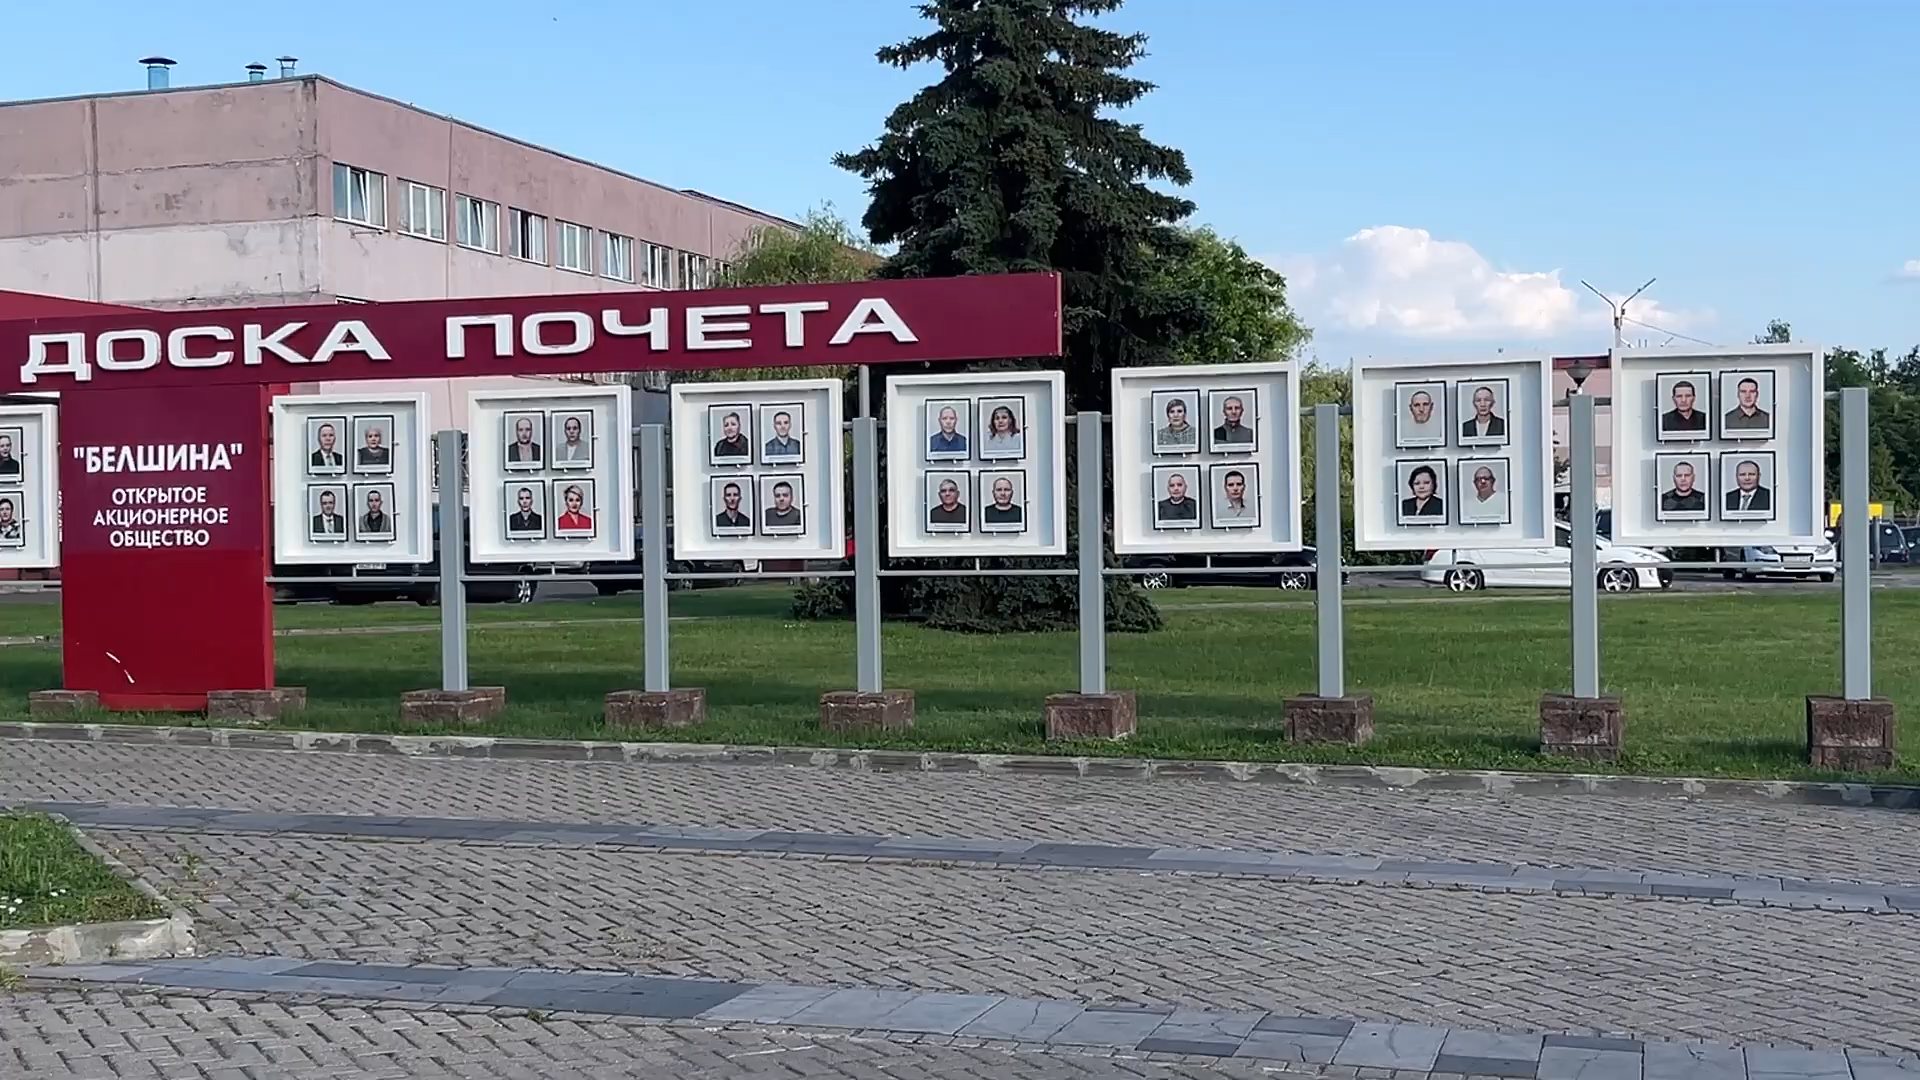 ДОСКА ПОЧЕТА
"БЕЛШИНА"
ОТКРЫТОЕ
АКЦИОНЕРНОЕ
ОБЩЕСТВО